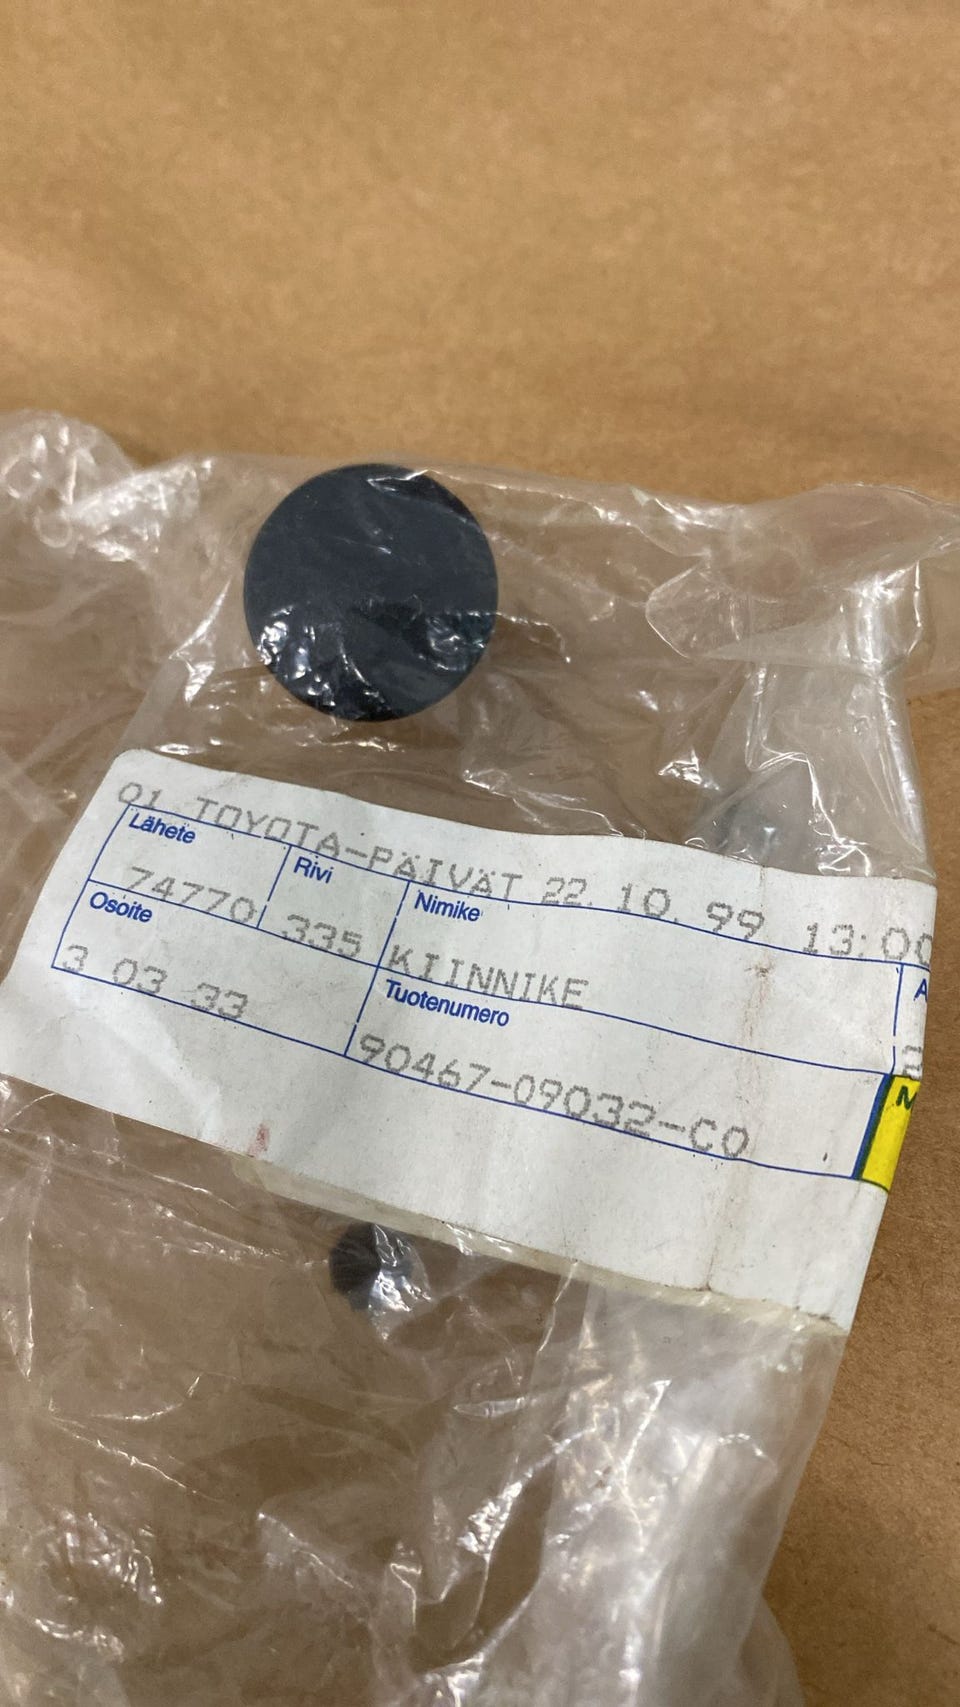 01 TOYOTA-PÄIVÄT 22.10.99 13:00
Lähete Rivi Nimike A
74770 335 KIINNIKE
Osoite Tuotenumero
3 03 33 90467-09032-C0
M